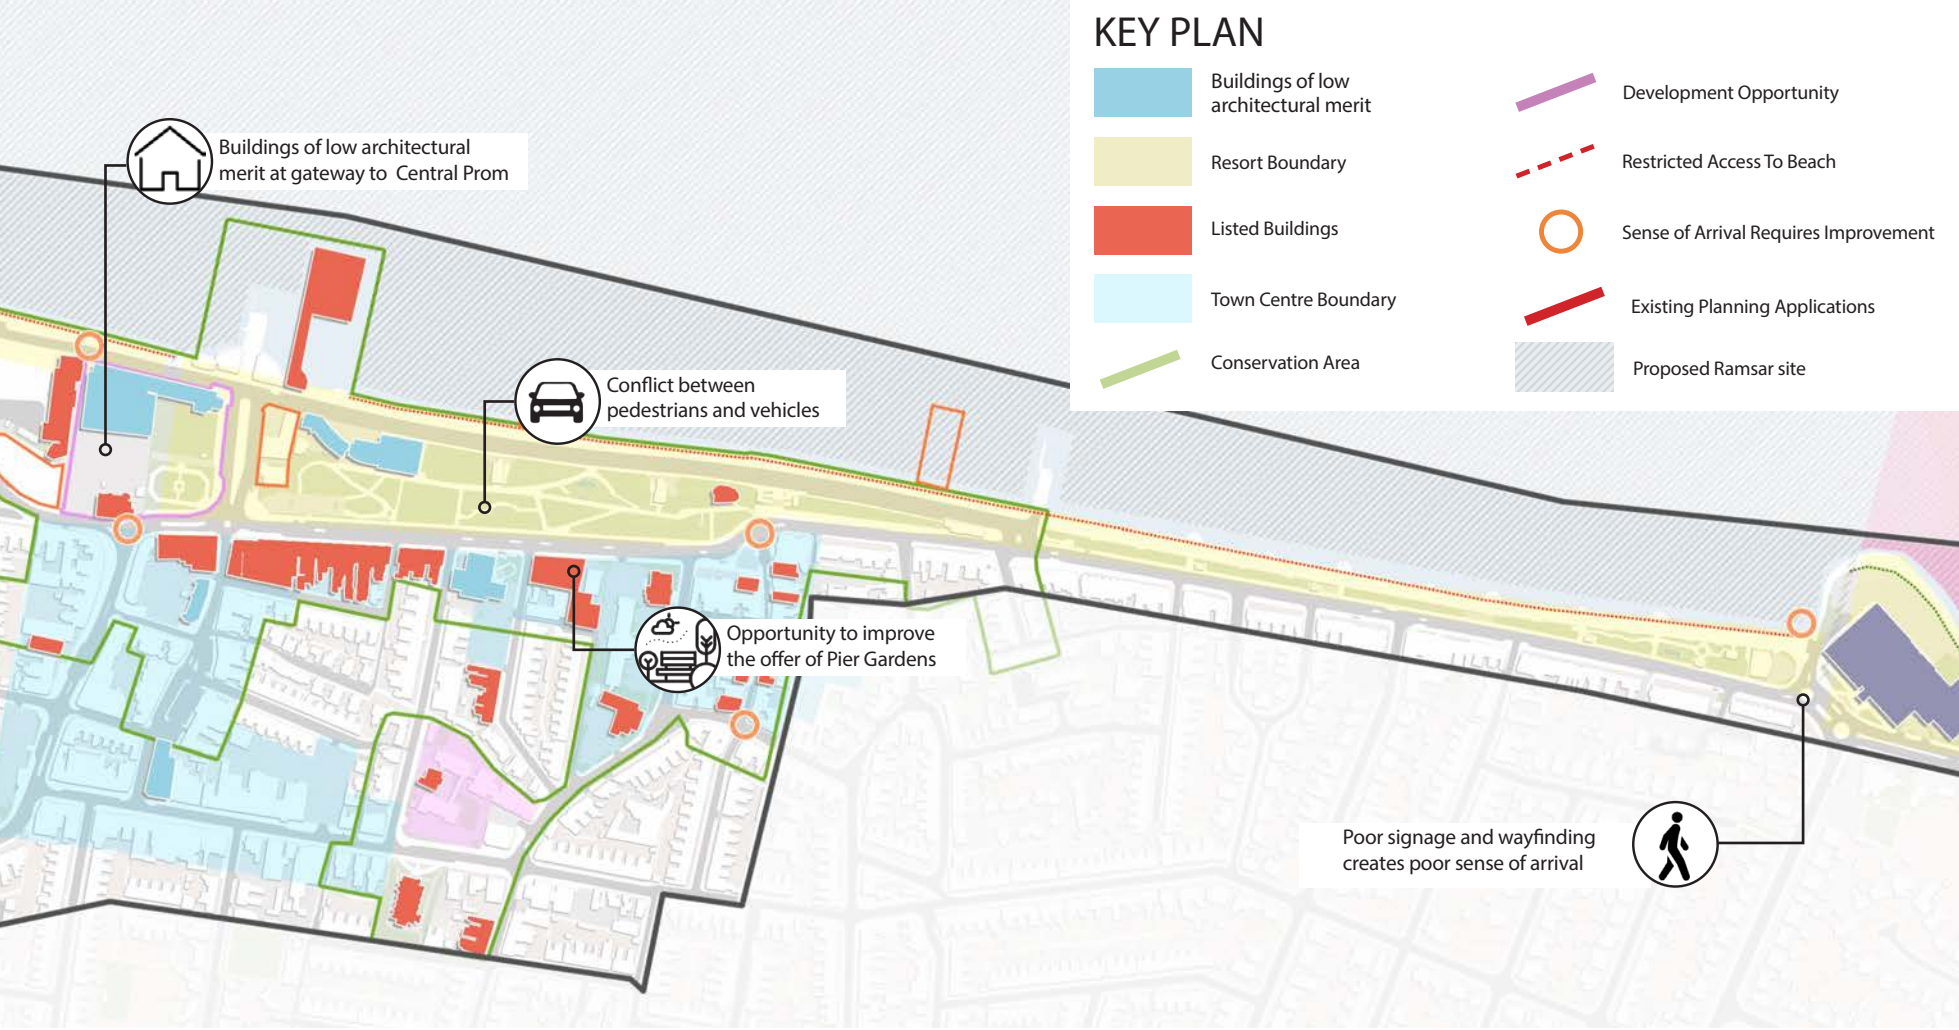 KEY PLAN
Buildings of low
architectural merit
Resort Boundary
Listed Buildings
Town Centre Boundary
Conservation Area
Development Opportunity
Restricted Access To Beach
Sense of Arrival Requires Improvement
Existing Planning Applications
Proposed Ramsar site
Buildings of low architectural
merit at gateway to Central Prom
Conflict between
pedestrians and vehicles
Opportunity to improve
the offer of Pier Gardens
Poor signage and wayfinding
creates poor sense of arrival